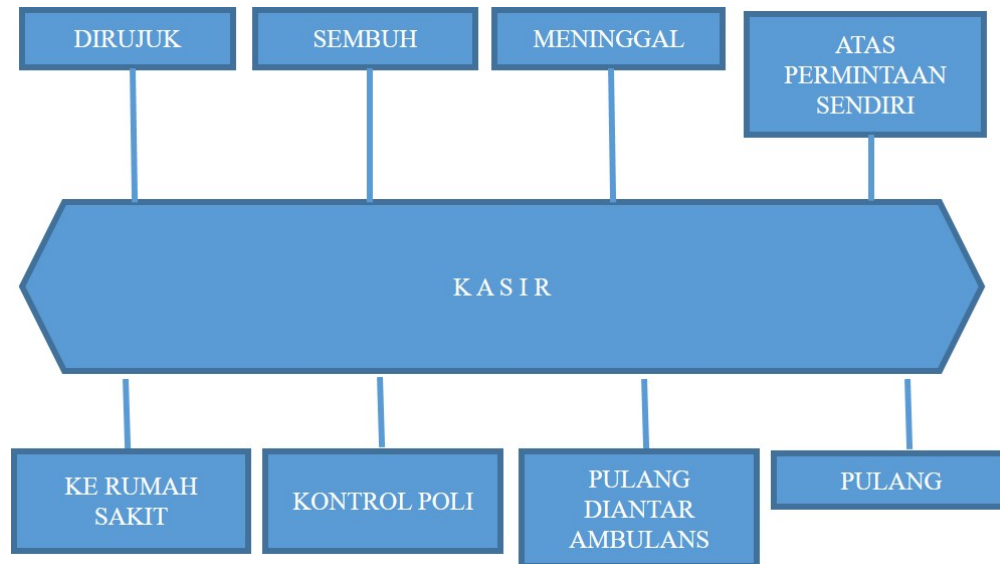 DIRUJUK
SEMBUH
MENINGGAL
ATAS
PERMINTAAN
SENDIRI
K A S I R
KE RUMAH
SAKIT
KONTROL POLI
PULANG
DIANTAR
AMBULANS
PULANG